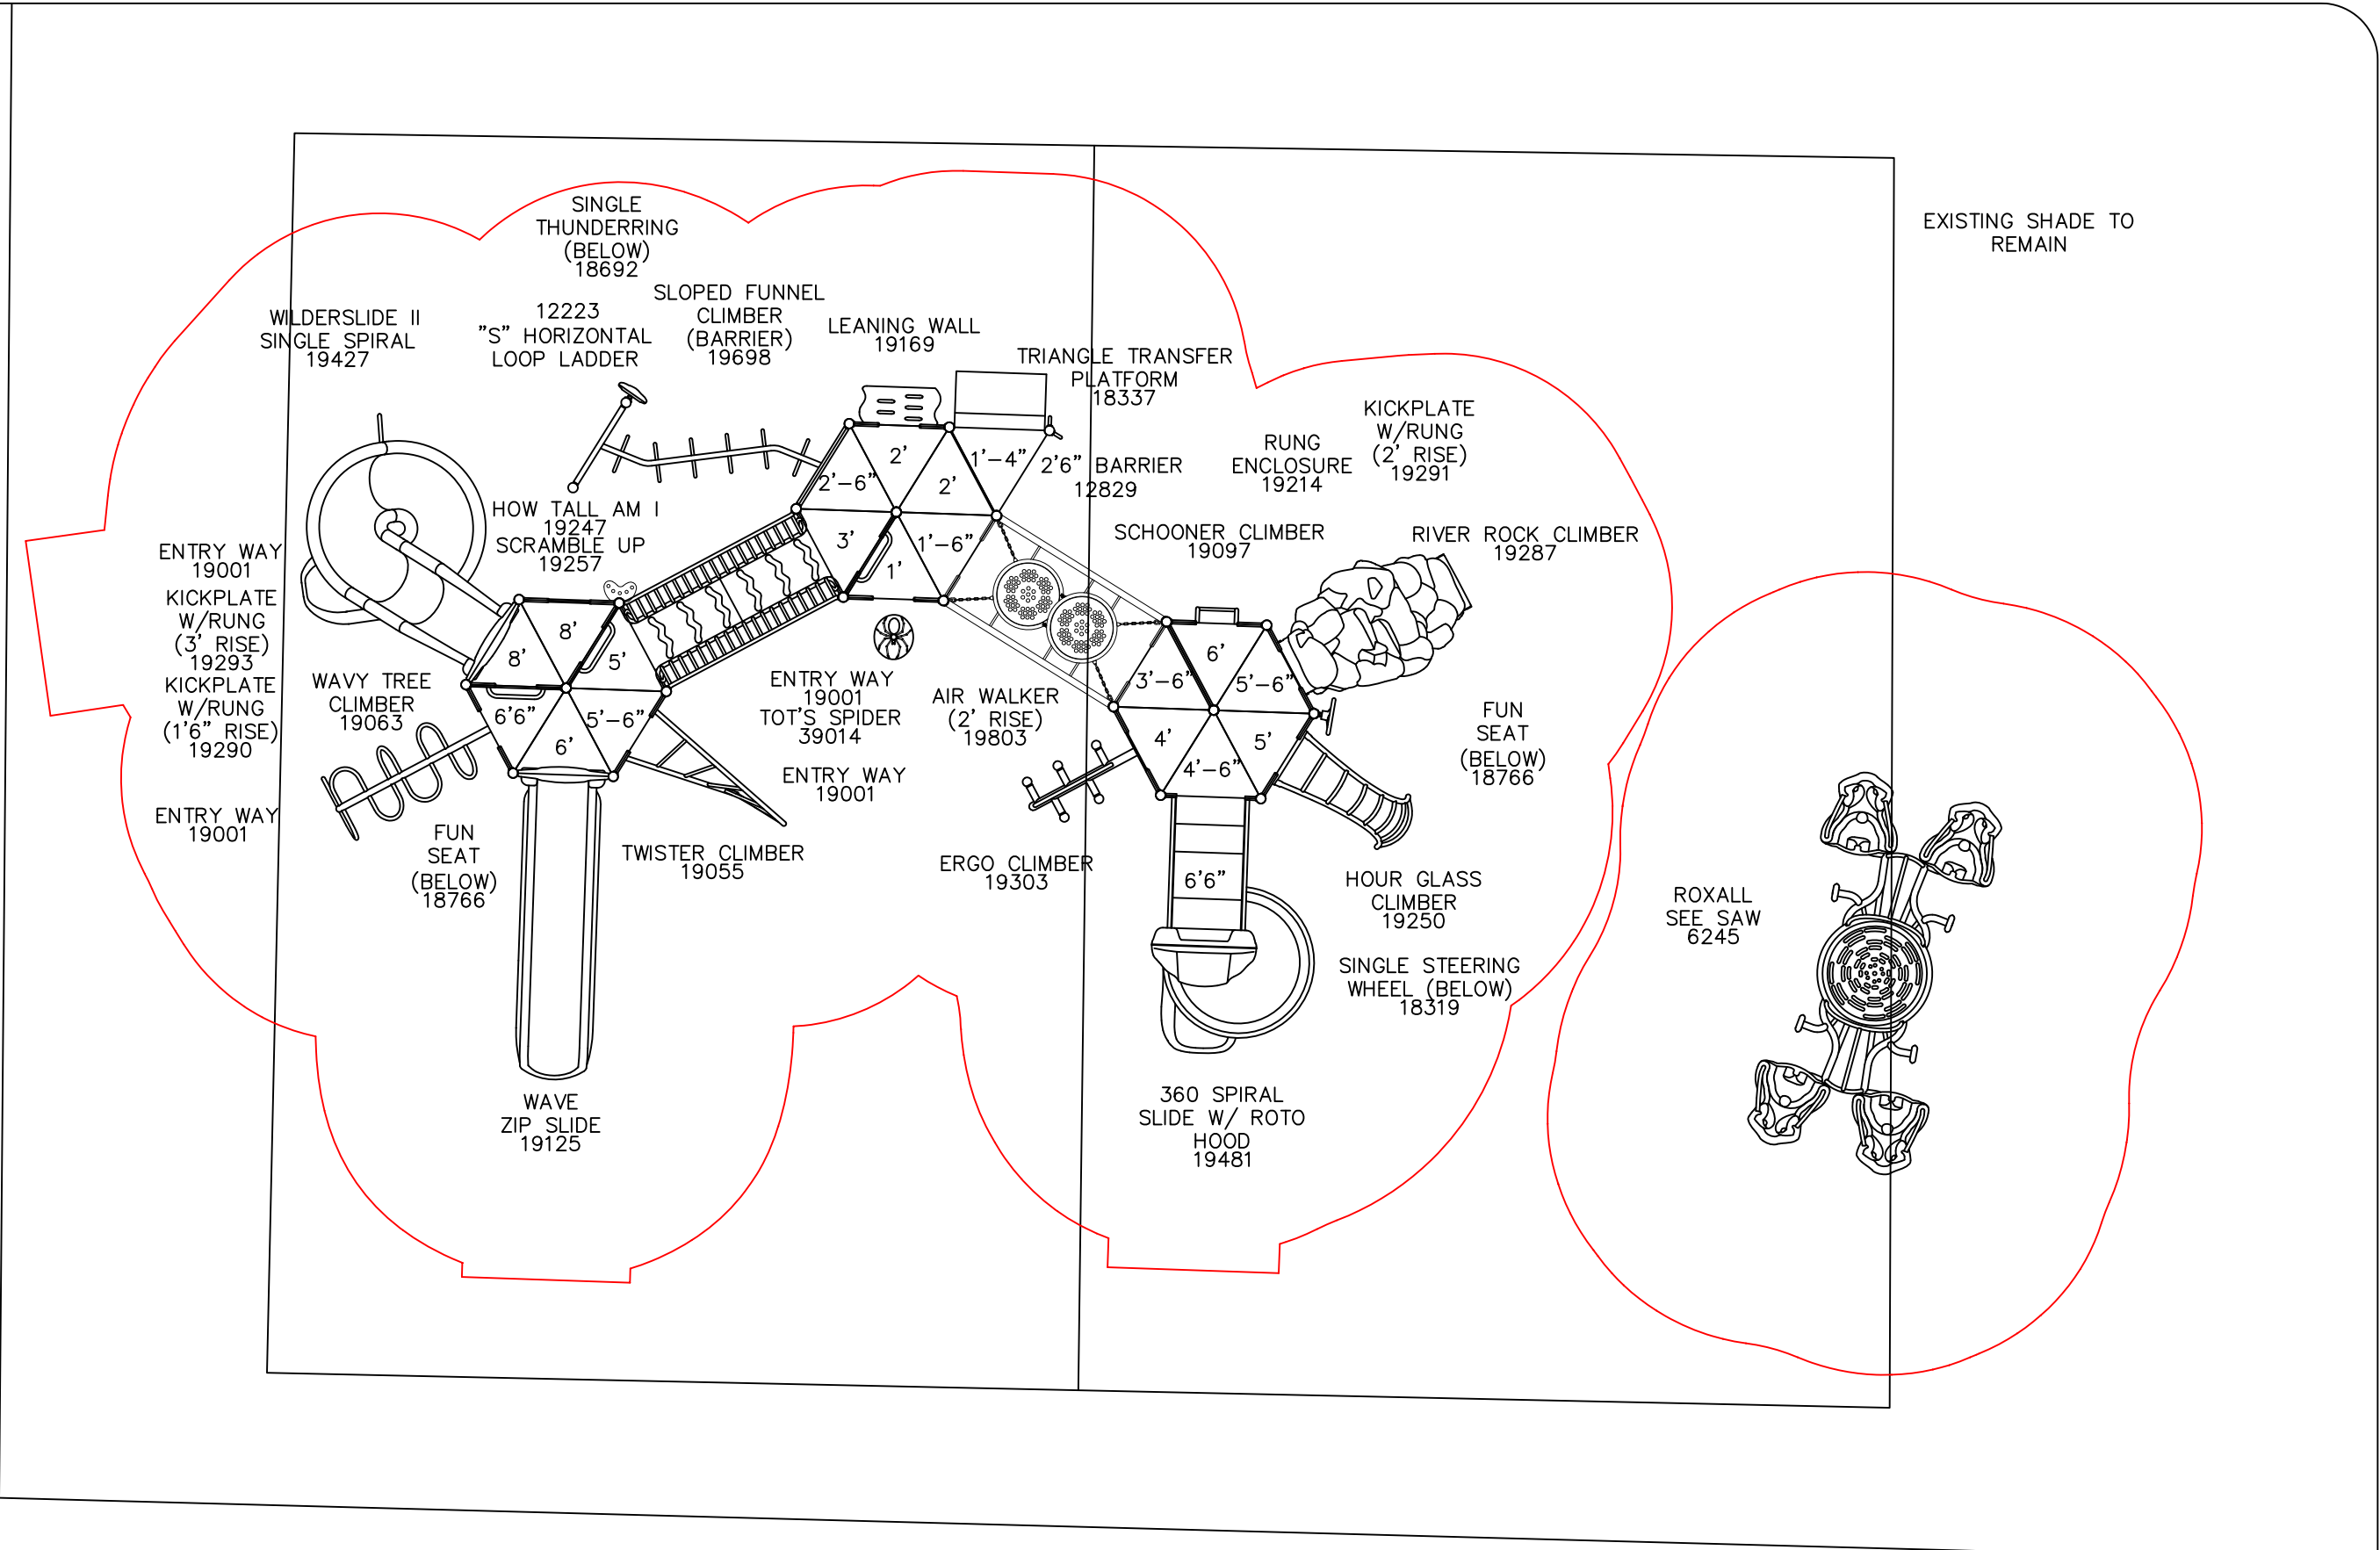 SINGLE
THUNDERRING
(BELOW)
18692
EXISTING SHADE TO
REMAIN
WILDERSLIDE II
SINGLE SPIRAL
19427
12223
"S" HORIZONTAL
LOOP LADDER
SLOPED FUNNEL
CLIMBER
(BARRIER)
19698
LEANING WALL
19169
TRIANGLE TRANSFER
PLATFORM
18337
2'6" BARRIER
12829
RUNG
ENCLOSURE
19214
KICKPLATE
W/RUNG
(2' RISE)
19291
2'
1'-4"
2'-6"
2'
3'
1'-6"
1'
HOW TALL AM I
19247
SCRAMBLE UP
19257
SCHOONER CLIMBER
19097
RIVER ROCK CLIMBER
19287
ENTRY WAY
19001
KICKPLATE
W/RUNG
(3' RISE)
19293
KICKPLATE
W/RUNG
(1'6" RISE)
19290
ENTRY WAY
19001
WAVY TREE
CLIMBER
19063
8'
8'
5'
6'6"
5'-6"
6'
ENTRY WAY
19001
TOT'S SPIDER
39014
ENTRY WAY
19001
AIR WALKER
(2' RISE)
19803
6'
3'-6"
5'-6"
4'
5'
4'-6"
6'6"
FUN
SEAT
(BELOW)
18766
FUN
SEAT
(BELOW)
18766
TWISTER CLIMBER
19055
ERGO CLIMBER
19303
HOUR GLASS
CLIMBER
19250
SINGLE STEERING
WHEEL (BELOW)
18319
ROXALL
SEE SAW
6245
WAVE
ZIP SLIDE
19125
360 SPIRAL
SLIDE W/ ROTO
HOOD
19481